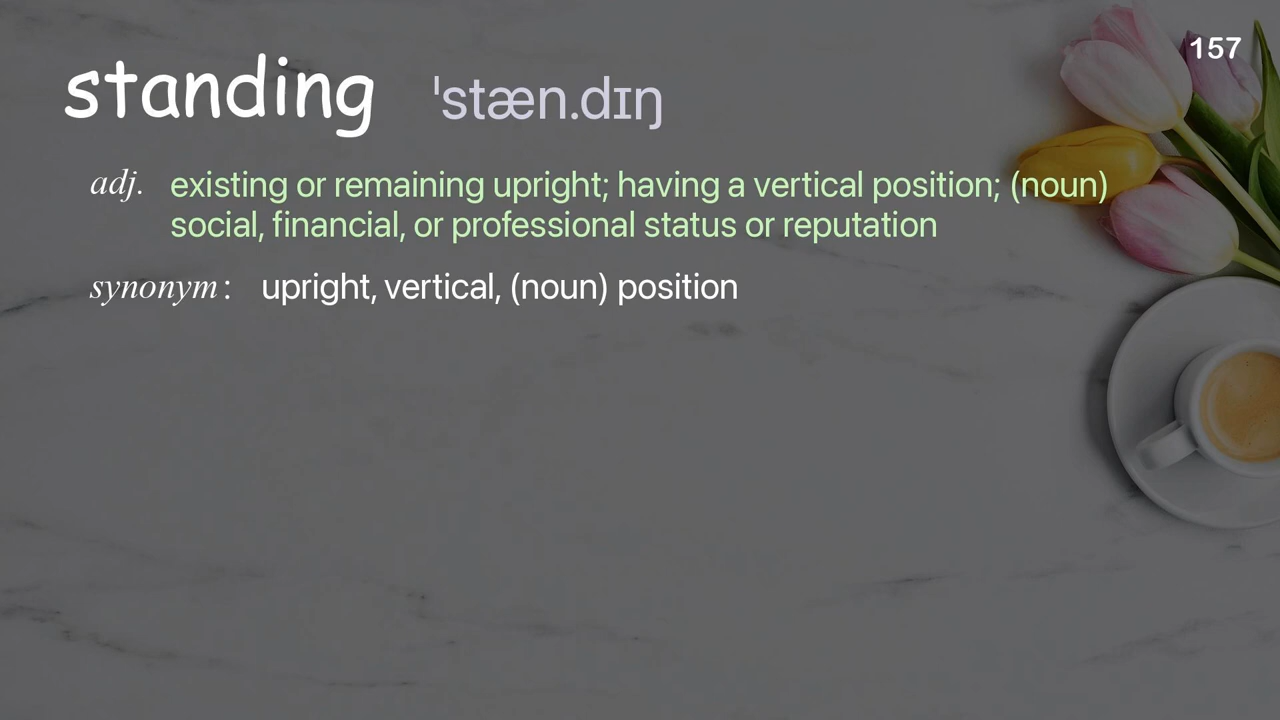 157
standing ˈstæn.dɪŋ
adj. existing or remaining upright; having a vertical position; (noun)
social, financial, or professional status or reputation
synonym: upright, vertical, (noun) position